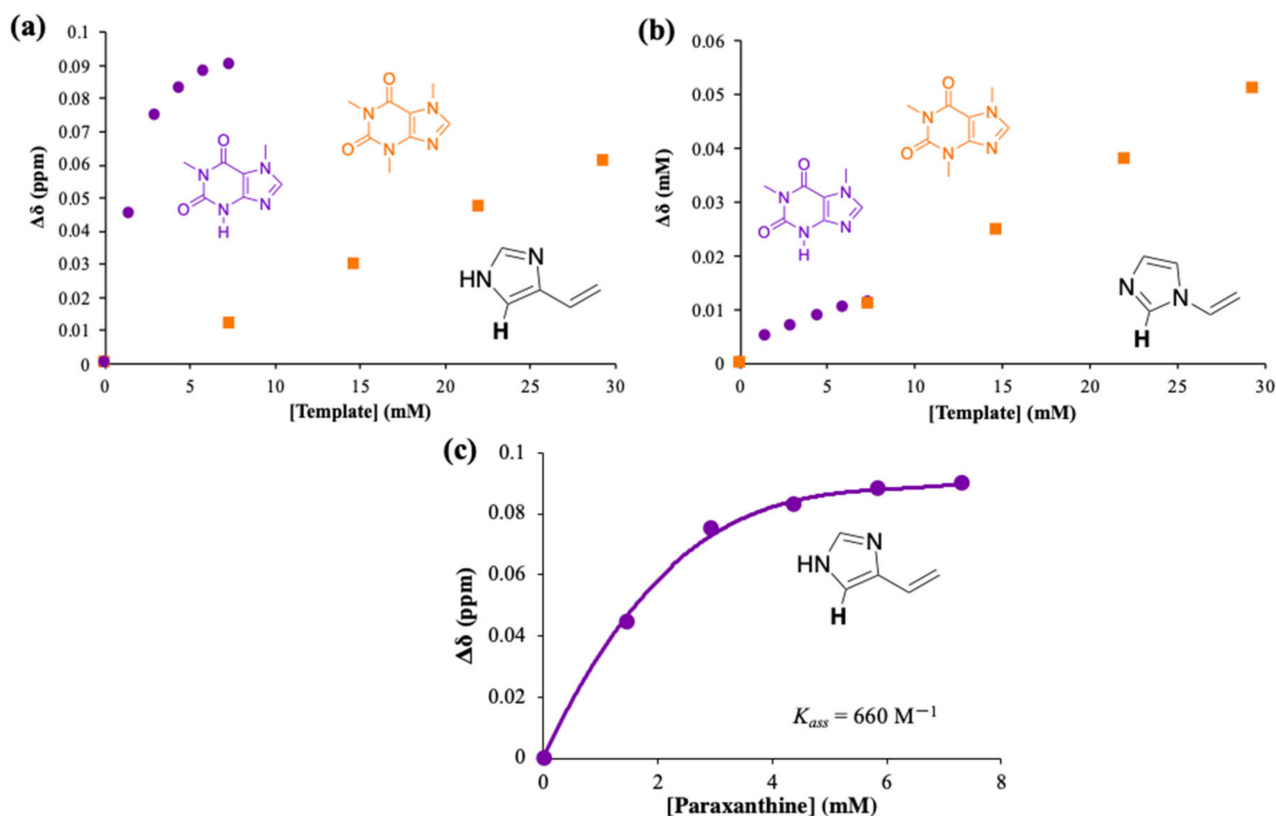 (a)
0.1
0.09
0.08
0.07
0.06
0.05
0.04
0.03
0.02
0.01
0
Δδ (ppm)
0 5 10 15 20 25 30
[Template] (mM)
O
N
N
O
N
N
H
O
N
N
O
N
N
N
HN
H
(b)
0.06
0.05
0.04
0.03
0.02
0.01
0
Δδ (mM)
0 5 10 15 20 25 30
[Template] (mM)
O
N
N
O
N
N
H
O
N
N
O
N
N
N
N
H
(c)
0.1
0.08
0.06
0.04
0.02
0
Δδ (ppm)
0 2 4 6 8
[Paraxanthine] (mM)
N
HN
H
Kass = 660 M−1